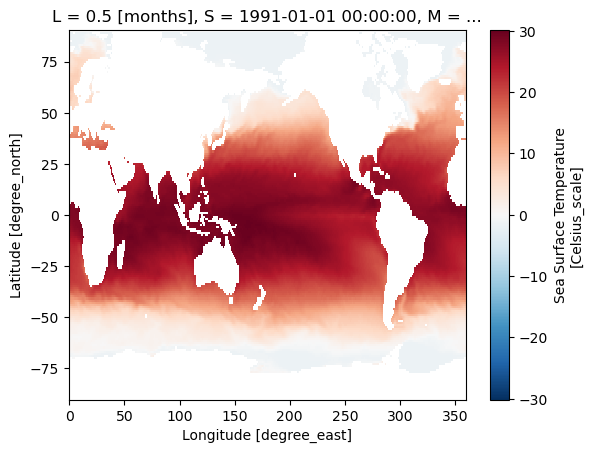 L = 0.5 [months], S = 1991-01-01 00:00:00, M = ...
75
50
25
0
−25
−50
−75
Latitude [degree_north]
0 50 100 150 200 250 300 350
Longitude [degree_east]
30
20
10
0
−10
−20
−30
Sea Surface Temperature
[Celsius_scale]